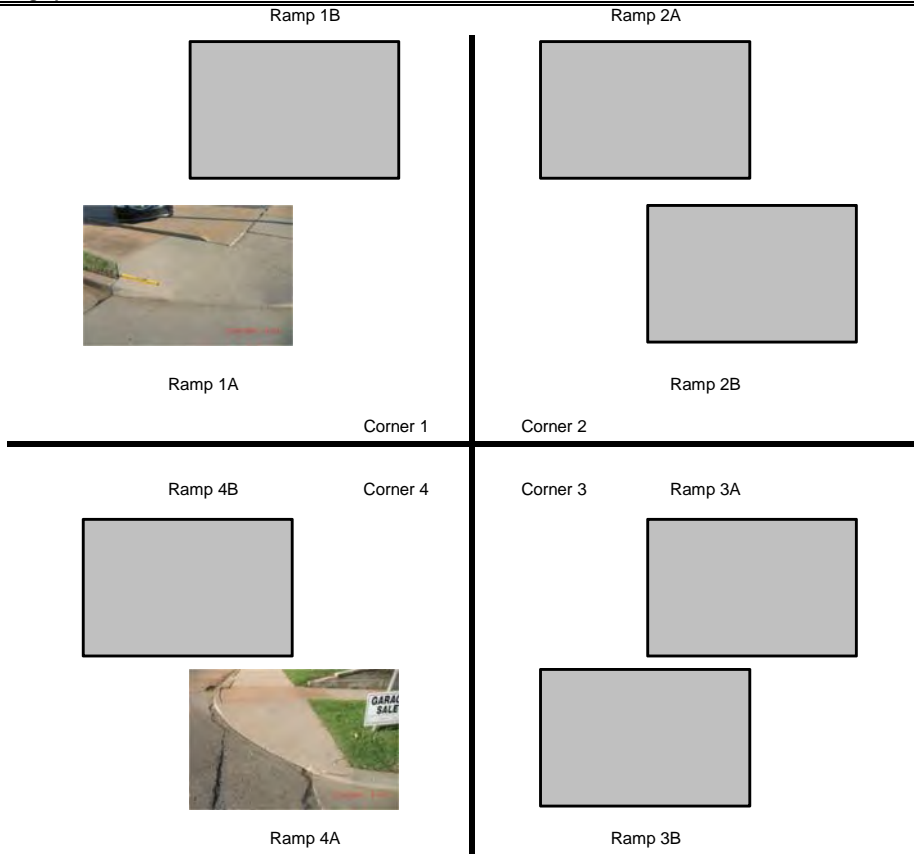 Ramp 1B Ramp 2A
Ramp 1A Ramp 2B
Corner 1 Corner 2
Ramp 4B Corner 4 Corner 3 Ramp 3A
SALE
Ramp 4A Ramp 3B